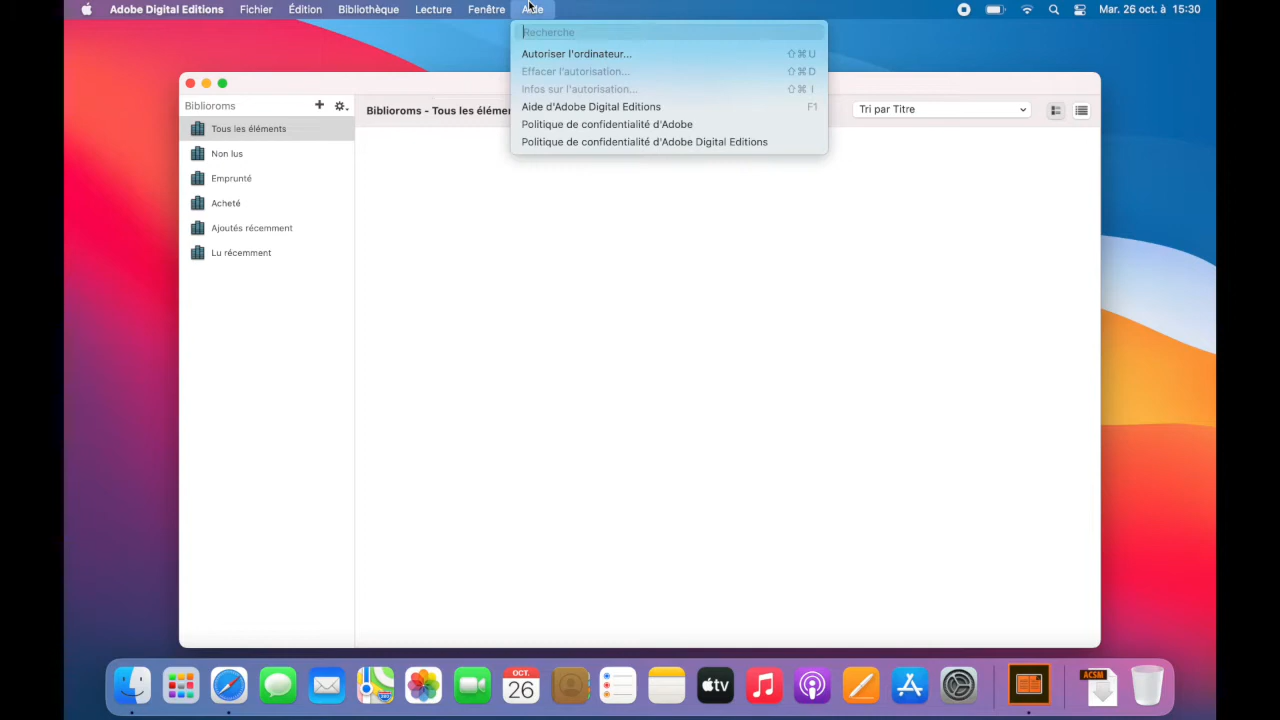 Adobe Digital Editions Fichier Édition Bibliothèque Lecture Fenêtre Aide Mar. 26 oct. à 15:30
Recherche
Autoriser l'ordinateur... ⇧⌘U
Effacer l'autorisation... ⇧⌘D
Infos sur l'autorisation... ⇧⌘I
Aide d'Adobe Digital Editions F1
Politique de confidentialité d'Adobe
Politique de confidentialité d'Adobe Digital Editions
Biblioroms
Biblioroms - Tous les éléme
Tri par Titre
Tous les éléments
Non lus
Emprunté
Acheté
Ajoutés récemment
Lu récemment
OCT.
26
tv
ACSM